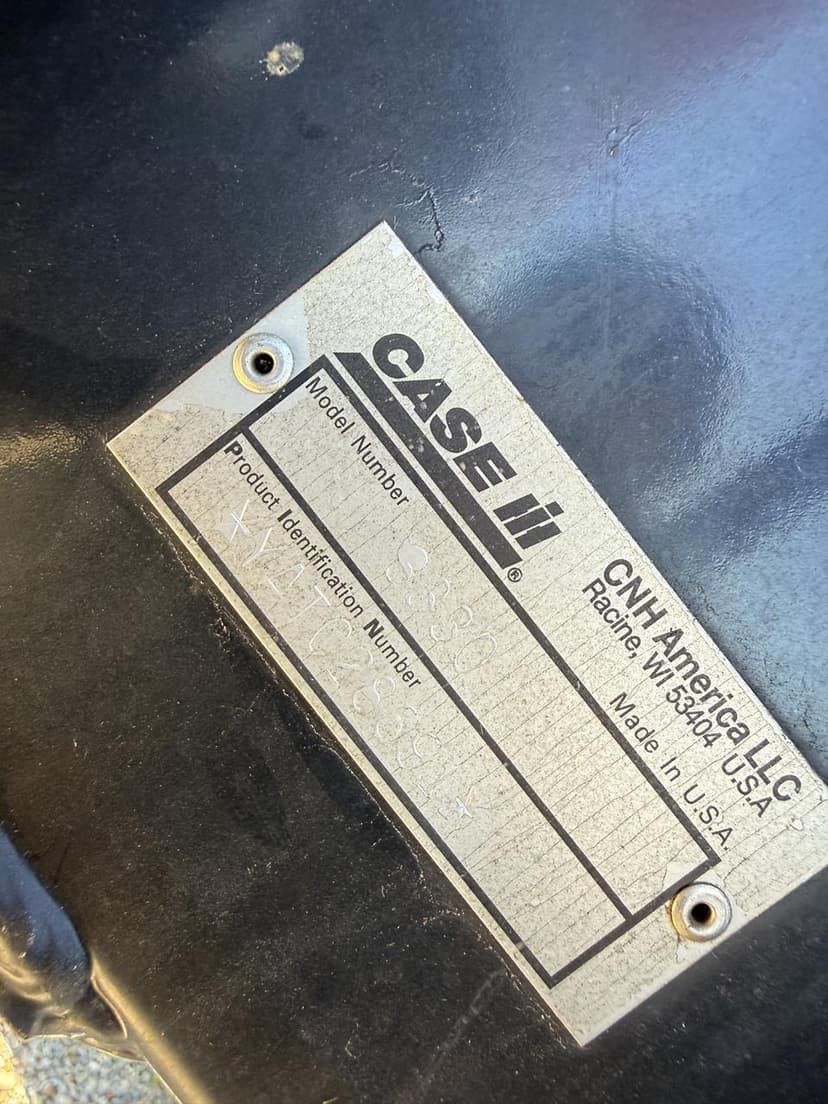 CASE IH®
CNH America LLC
Racine, WI 53404 U.S.A
Made In U.S.A.
Model Number
Product Identification Number